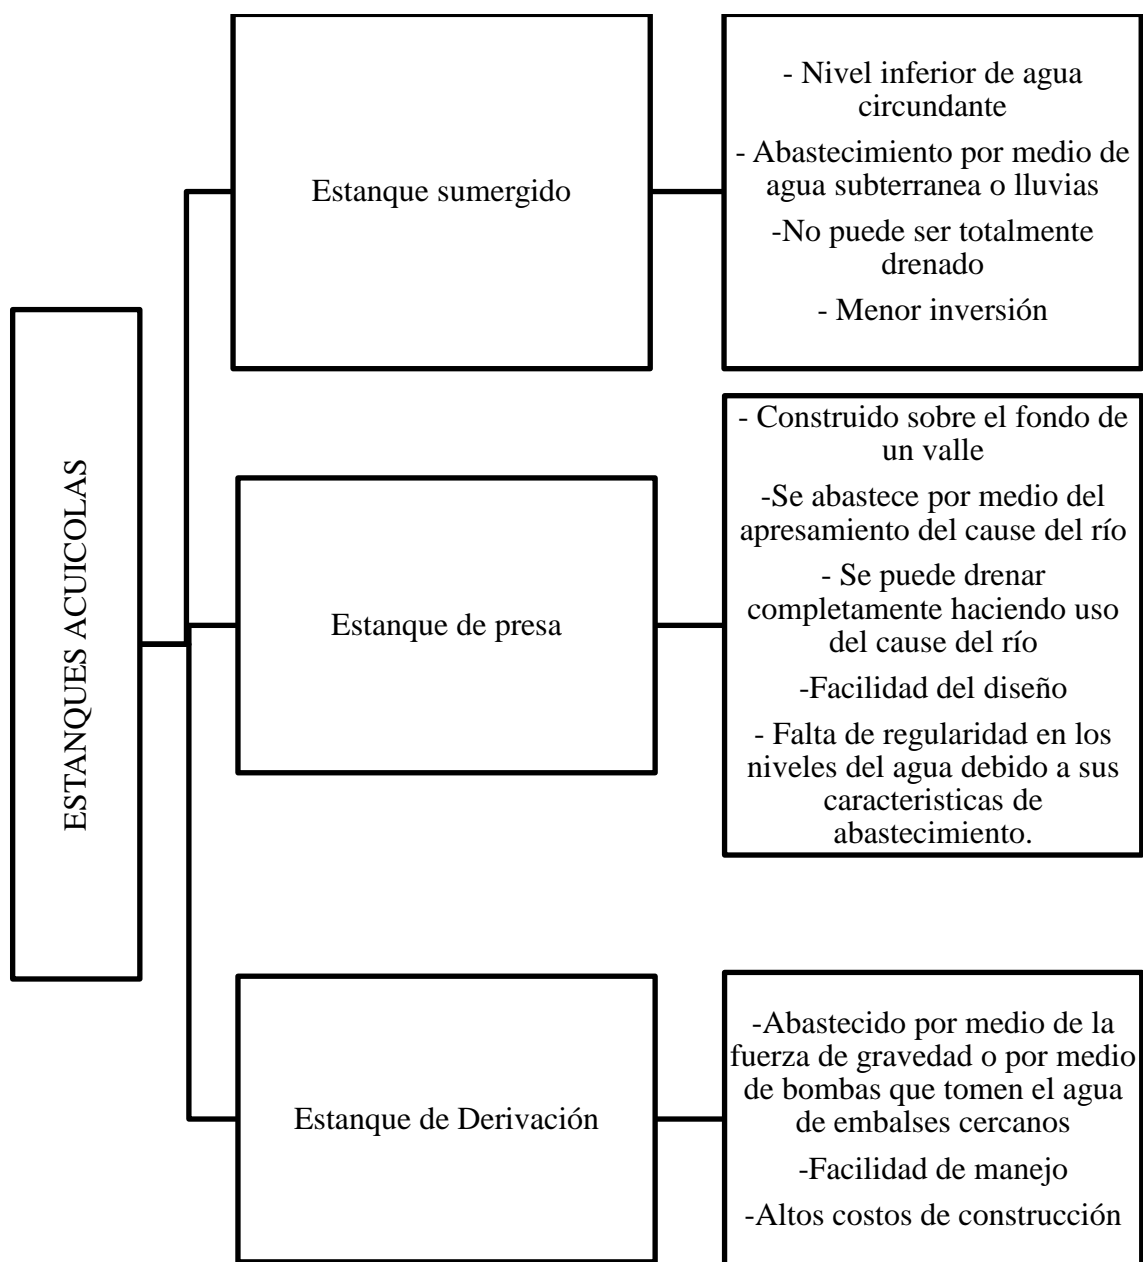 ESTANQUES ACUICOLAS
Estanque sumergido
- Nivel inferior de agua
circundante
- Abastecimiento por medio de
agua subterranea o lluvias
-No puede ser totalmente
drenado
- Menor inversión
Estanque de presa
- Construido sobre el fondo de
un valle
-Se abastece por medio del
apresamiento del cause del río
- Se puede drenar
completamente haciendo uso
del cause del río
-Facilidad del diseño
- Falta de regularidad en los
niveles del agua debido a sus
caracteristicas de
abastecimiento.
Estanque de Derivación
-Abastecido por medio de la
fuerza de gravedad o por medio
de bombas que tomen el agua
de embalses cercanos
-Facilidad de manejo
-Altos costos de construcción